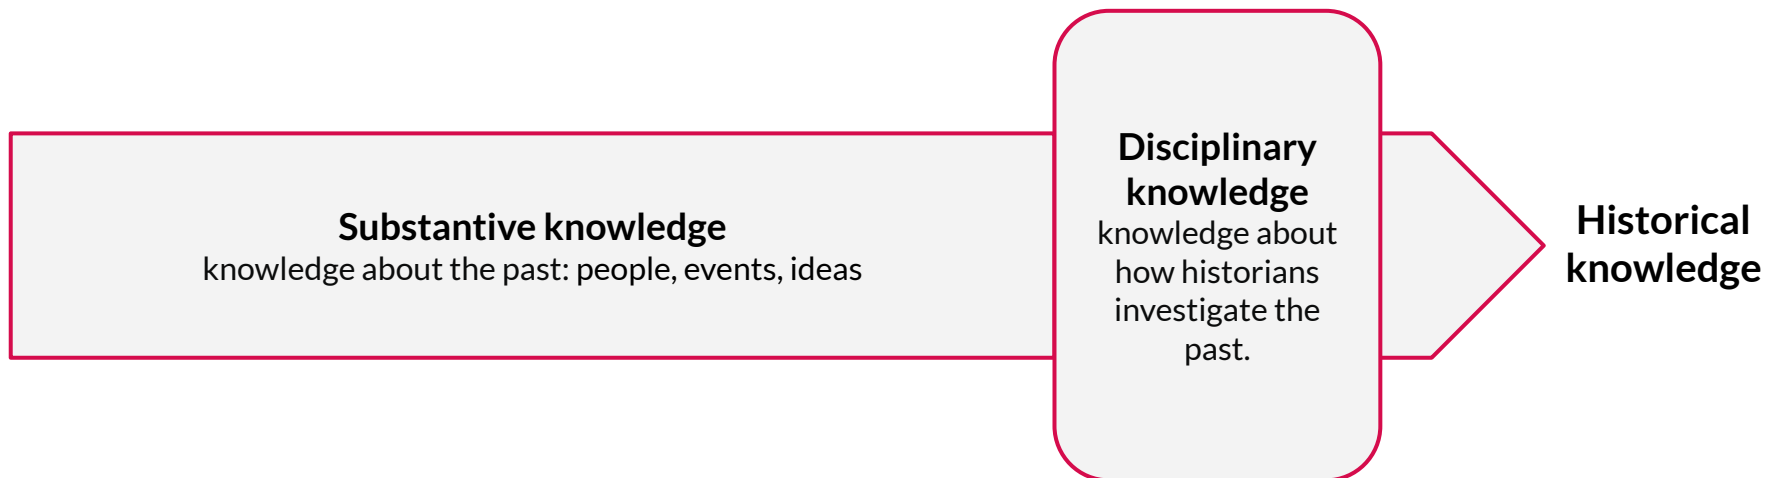 Substantive knowledge
knowledge about the past: people, events, ideas
Disciplinary
knowledge
knowledge about
how historians
investigate the
past.
Historical
knowledge